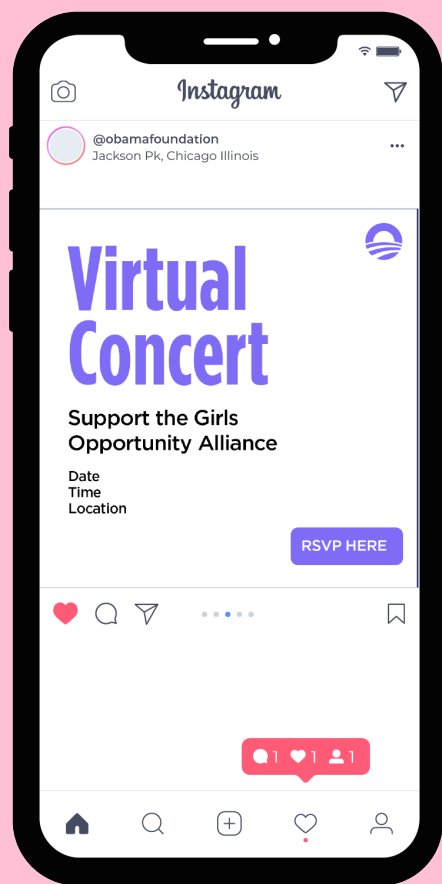 Instagram
@obamafoundation
Jackson Pk, Chicago Illinois
Virtual
Concert
Support the Girls
Opportunity Alliance
Date
Time
Location
RSVP HERE
1 1 1